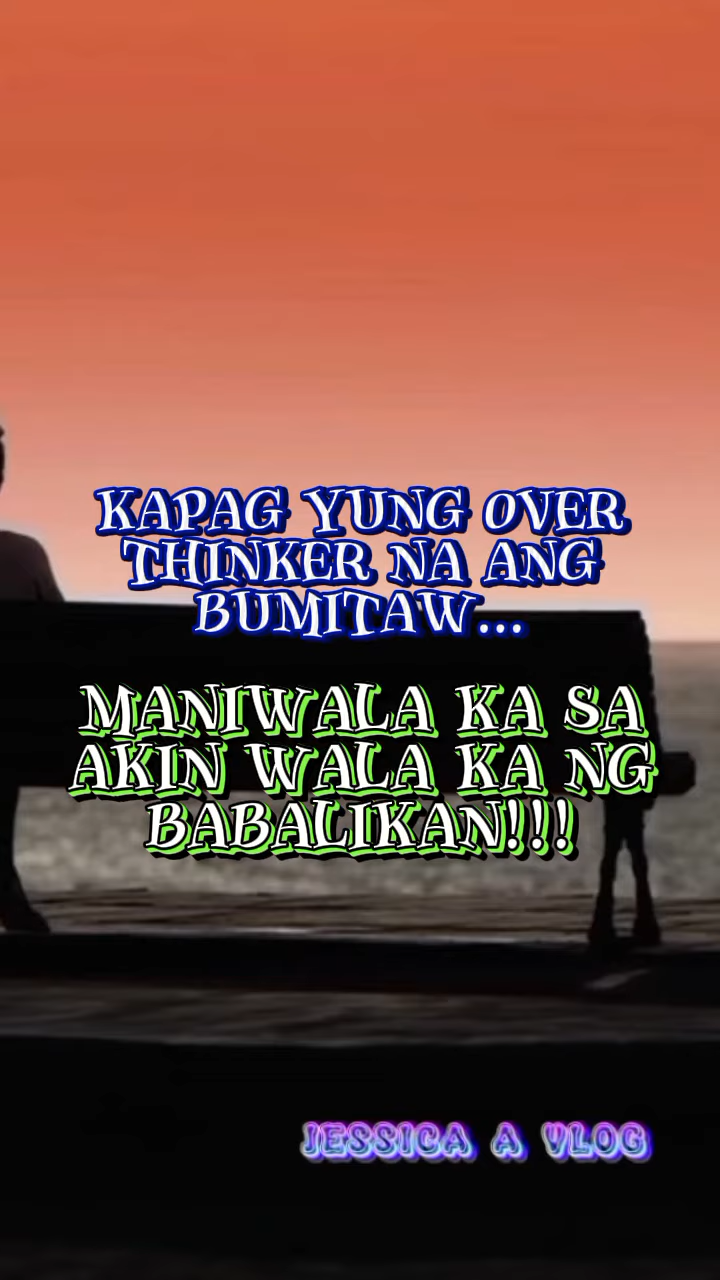 KAPAG YUNG OVER
THINKER NA ANG
BUMITAW...
MANIWALA KA SA
AKIN WALA KA NG
BABALIKAN!!!
JESSICA A VLOG